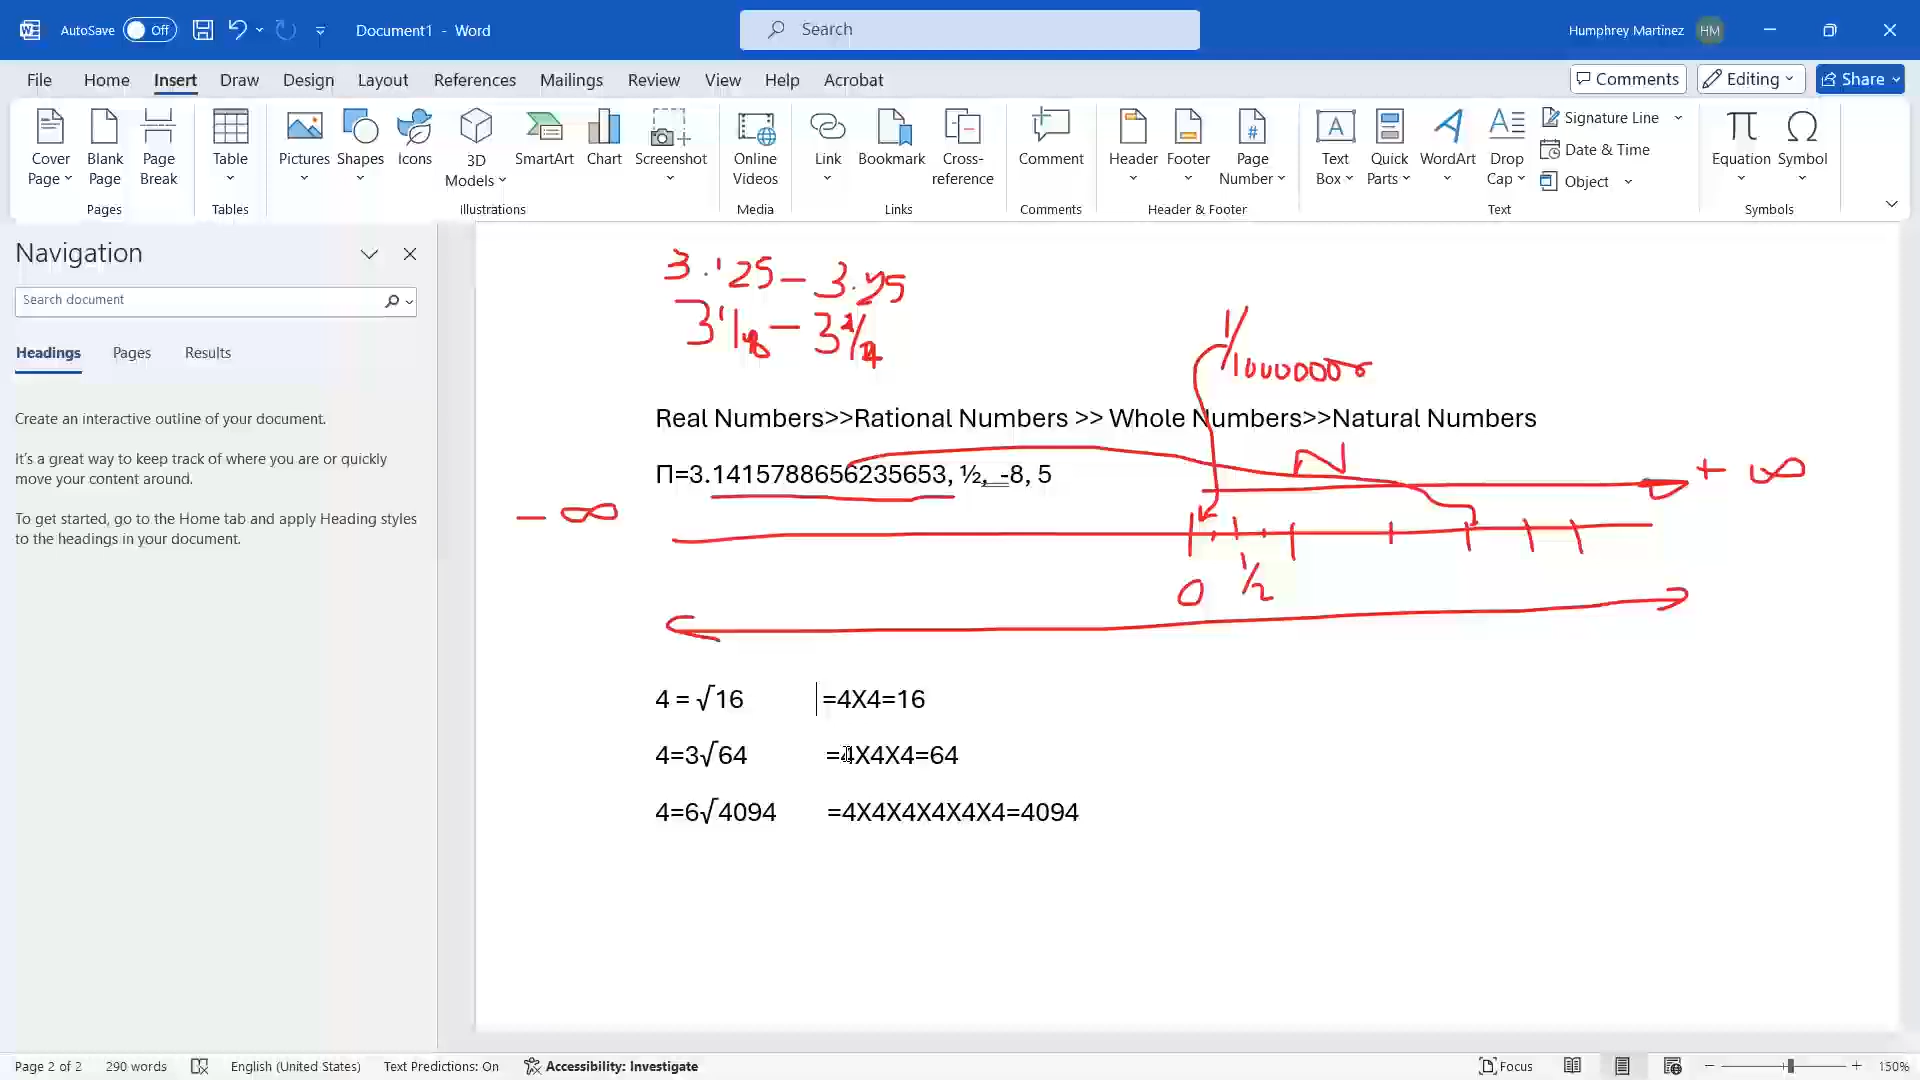 AutoSave Off Document1 - Word Search Humphrey Martinez HM
File Home Insert Draw Design Layout References Mailings Review View Help Acrobat Comments Editing Share
Cover Page Blank Page Page Break Table Pictures Shapes Icons 3D Models SmartArt Chart Screenshot Online Videos Link Bookmark Cross-reference Comment Header Footer Page Number Text Box Quick Parts WordArt Drop Cap Signature Line Date & Time Object Equation Symbol
Pages Tables Illustrations Media Links Comments Header & Footer Text Symbols
Navigation
Search document
Headings Pages Results
Create an interactive outline of your document.
It's a great way to keep track of where you are or quickly
move your content around.
To get started, go to the Home tab and apply Heading styles
to the headings in your document.
3.125 –
3 1/8 –
Real Numbers>>Rational Numbers >> Whole Numbers>>Natural Numbers
Π=3.1415788656235653, ½, -8, 5
N
+ ∞
- ∞
0 1/2
4 = √16 =4X4=16
4=3√64 =4X4X4=64
4=6√4094 =4X4X4X4X4X4=4094
Page 2 of 2 290 words English (United States) Text Predictions: On Accessibility: Investigate Focus 150%